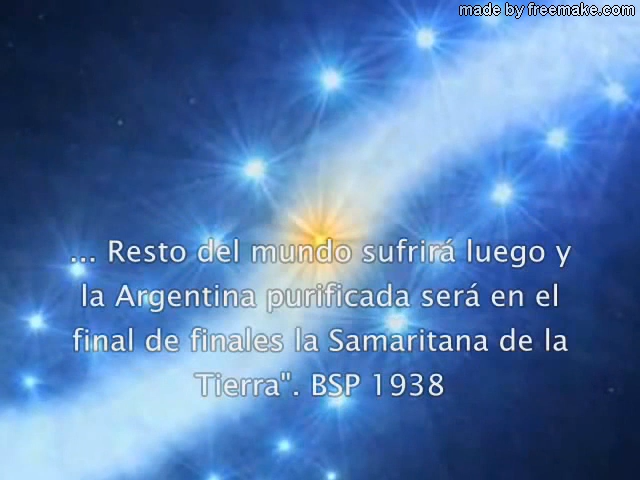 made by freemake.com
... Resto del mundo sufrirá luego y
la Argentina purificada será en el
final de finales la Samaritana de la
Tierra". BSP 1938